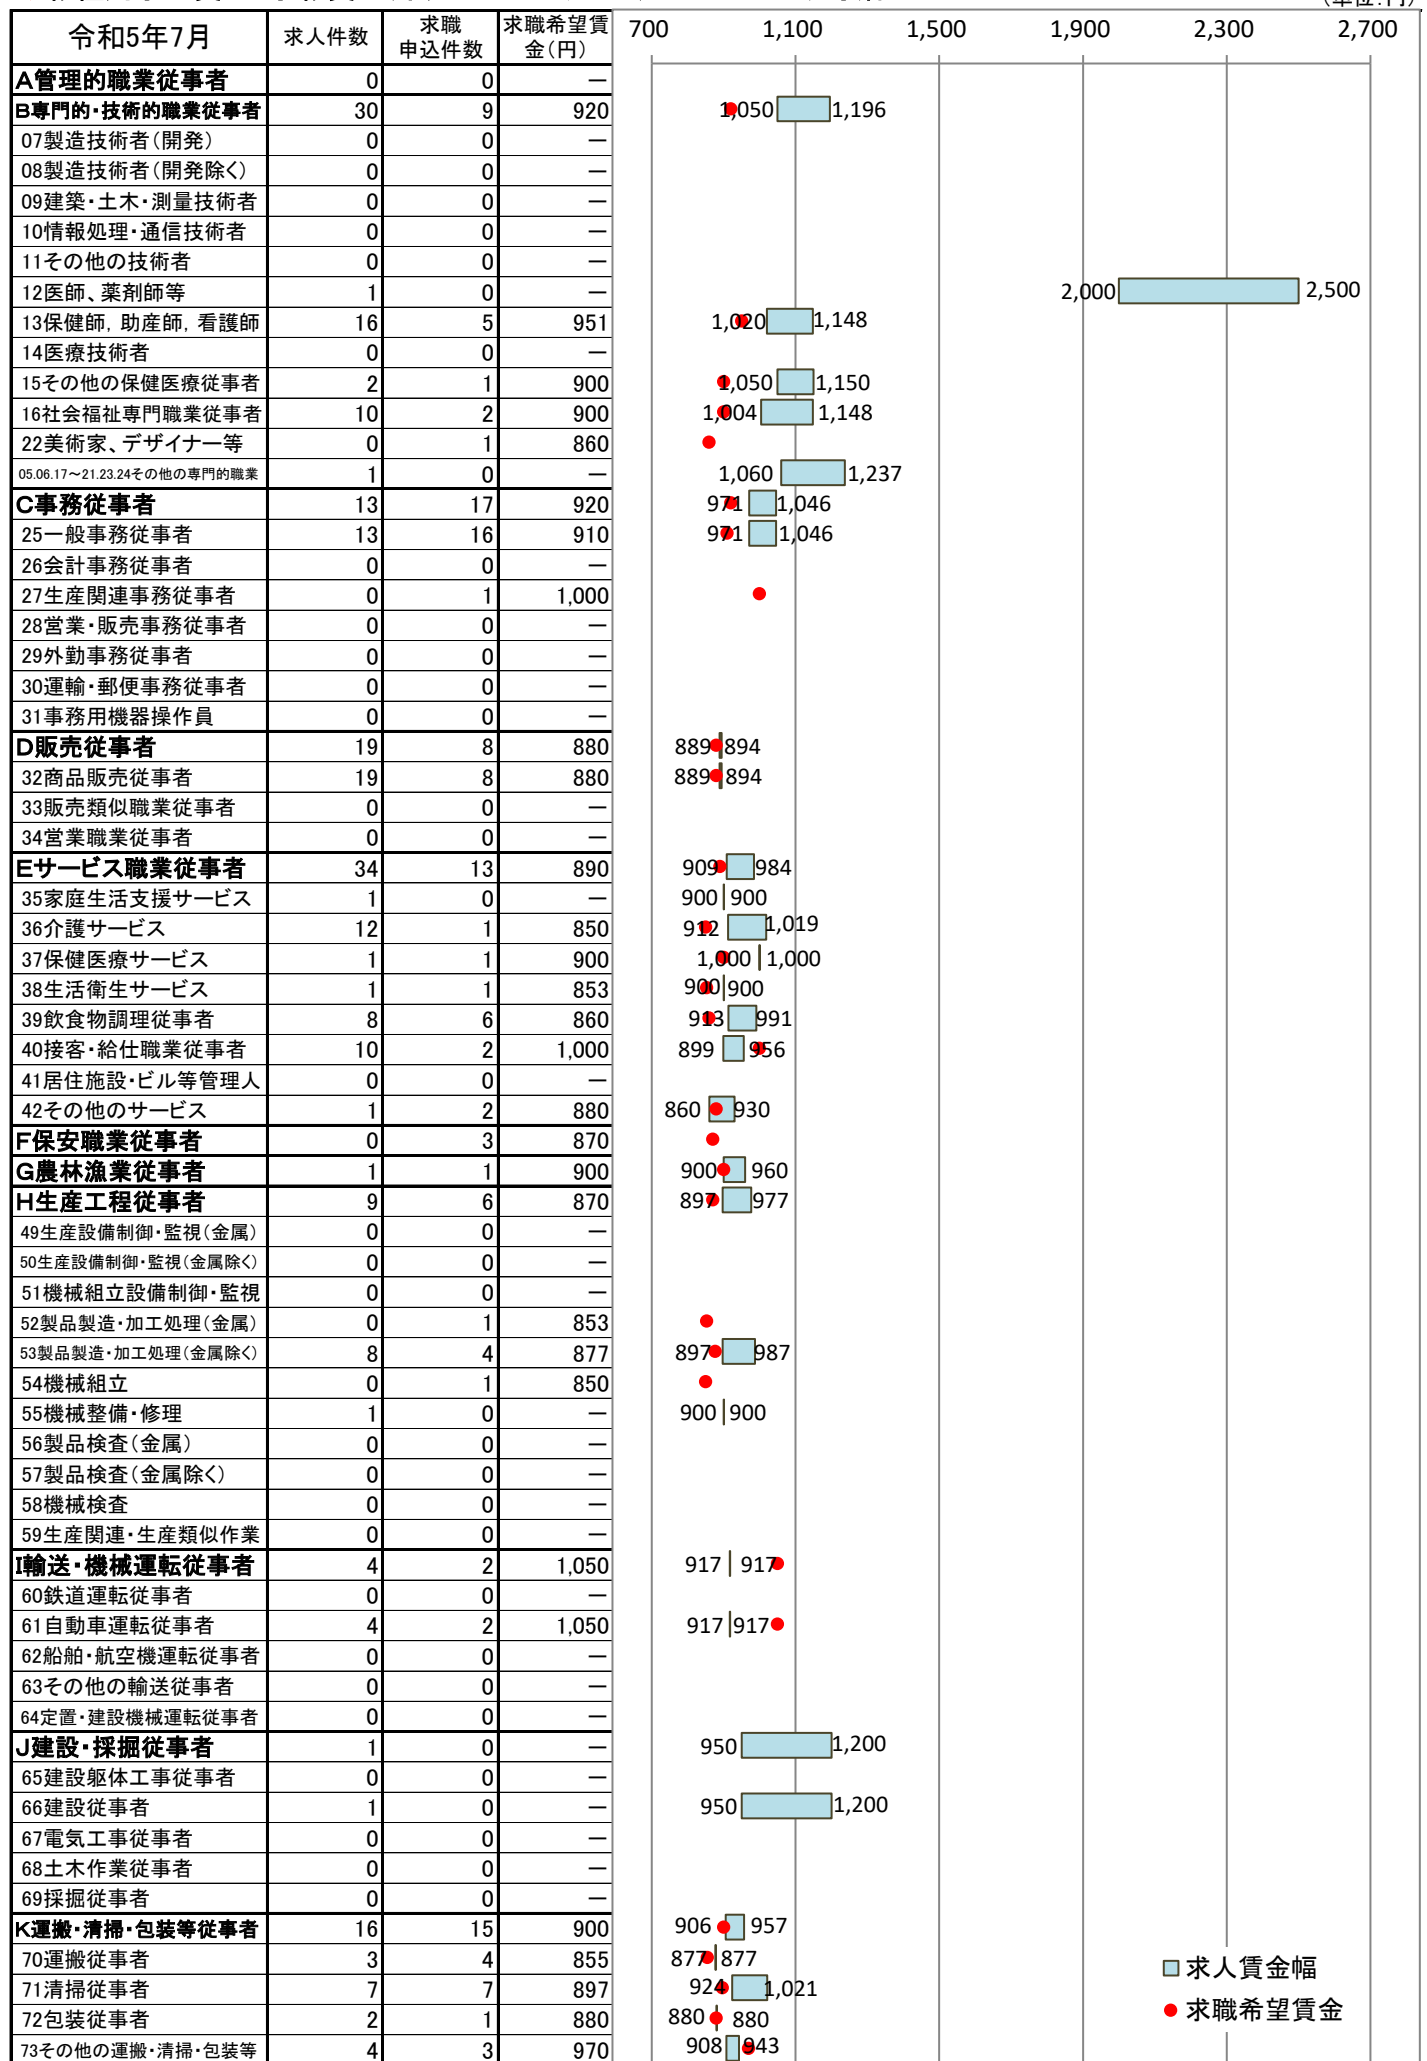 (単位:円)
令和5年7月 求人件数 求職申込件数 求職希望賃金(円) 700 1,100 1,500 1,900 2,300 2,700
A管理的職業従事者 0 0 —
B専門的・技術的職業従事者 30 9 920 1,050 1,196
07製造技術者(開発) 0 0 —
08製造技術者(開発除く) 0 0 —
09建築・土木・測量技術者 0 0 —
10情報処理・通信技術者 0 0 —
11その他の技術者 0 0 —
12医師、薬剤師等 1 0 — 2,000 2,500
13保健師, 助産師, 看護師 16 5 951 1,020 1,148
14医療技術者 0 0 —
15その他の保健医療従事者 2 1 900 1,050 1,150
16社会福祉専門職業従事者 10 2 900 1,004 1,148
22美術家、デザイナー等 0 1 860
05.06.17～21.23.24その他の専門的職業 1 0 — 1,060 1,237
C事務従事者 13 17 920 971 1,046
25一般事務従事者 13 16 910 971 1,046
26会計事務従事者 0 0 —
27生産関連事務従事者 0 1 1,000
28営業・販売事務従事者 0 0 —
29外勤事務従事者 0 0 —
30運輸・郵便事務従事者 0 0 —
31事務用機器操作員 0 0 —
D販売従事者 19 8 880 889 894
32商品販売従事者 19 8 880 889 894
33販売類似職業従事者 0 0 —
34営業職業従事者 0 0 —
Eサービス職業従事者 34 13 890 909 984
35家庭生活支援サービス 1 0 — 900 900
36介護サービス 12 1 850 912 1,019
37保健医療サービス 1 1 900 1,000 1,000
38生活衛生サービス 1 1 853 900 900
39飲食物調理従事者 8 6 860 913 991
40接客・給仕職業従事者 10 2 1,000 899 956
41居住施設・ビル等管理人 0 0 —
42その他のサービス 1 2 880 860 930
F保安職業従事者 0 3 870
G農林漁業従事者 1 1 900 900 960
H生産工程従事者 9 6 870 897 977
49生産設備制御・監視(金属) 0 0 —
50生産設備制御・監視(金属除く) 0 0 —
51機械組立設備制御・監視 0 0 —
52製品製造・加工処理(金属) 0 1 853
53製品製造・加工処理(金属除く) 8 4 877 897 987
54機械組立 0 1 850
55機械整備・修理 1 0 — 900 900
56製品検査(金属) 0 0 —
57製品検査(金属除く) 0 0 —
58機械検査 0 0 —
59生産関連・生産類似作業 0 0 —
I輸送・機械運転従事者 4 2 1,050 917 917
60鉄道運転従事者 0 0 —
61自動車運転従事者 4 2 1,050 917 917
62船舶・航空機運転従事者 0 0 —
63その他の輸送従事者 0 0 —
64定置・建設機械運転従事者 0 0 —
J建設・採掘従事者 1 0 — 950 1,200
65建設躯体工事従事者 0 0 —
66建設従事者 1 0 — 950 1,200
67電気工事従事者 0 0 —
68土木作業従事者 0 0 —
69採掘従事者 0 0 —
K運搬・清掃・包装等従事者 16 15 900 906 957
70運搬従事者 3 4 855 877 877
求人賃金幅
71清掃従事者 7 7 897 924 1,021
求職希望賃金
72包装従事者 2 1 880 880 880
73その他の運搬・清掃・包装等 4 3 970 908 943